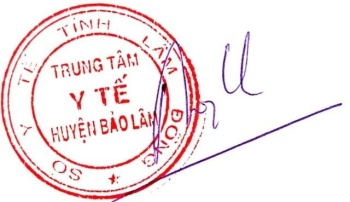 SỞ Y TẾ TỈNH LÂM ĐỒNG
TRUNG TÂM
Y TẾ
HUYỆN BẢO LÂM